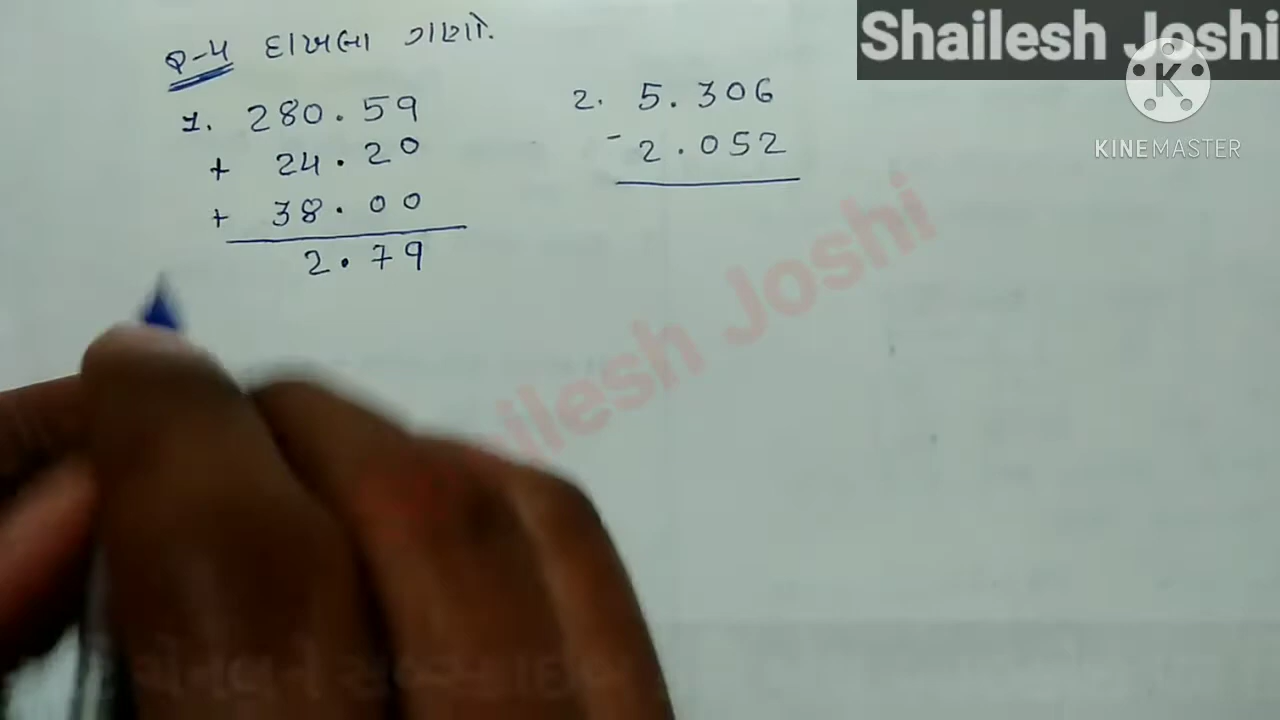 Shailesh Joshi
KINEMASTER
Q-4 દાખલા ગણો.
1. 280.59
+ 24.20
+ 38.00
2.79
2. 5.306
- 2.052
Shailesh Joshi